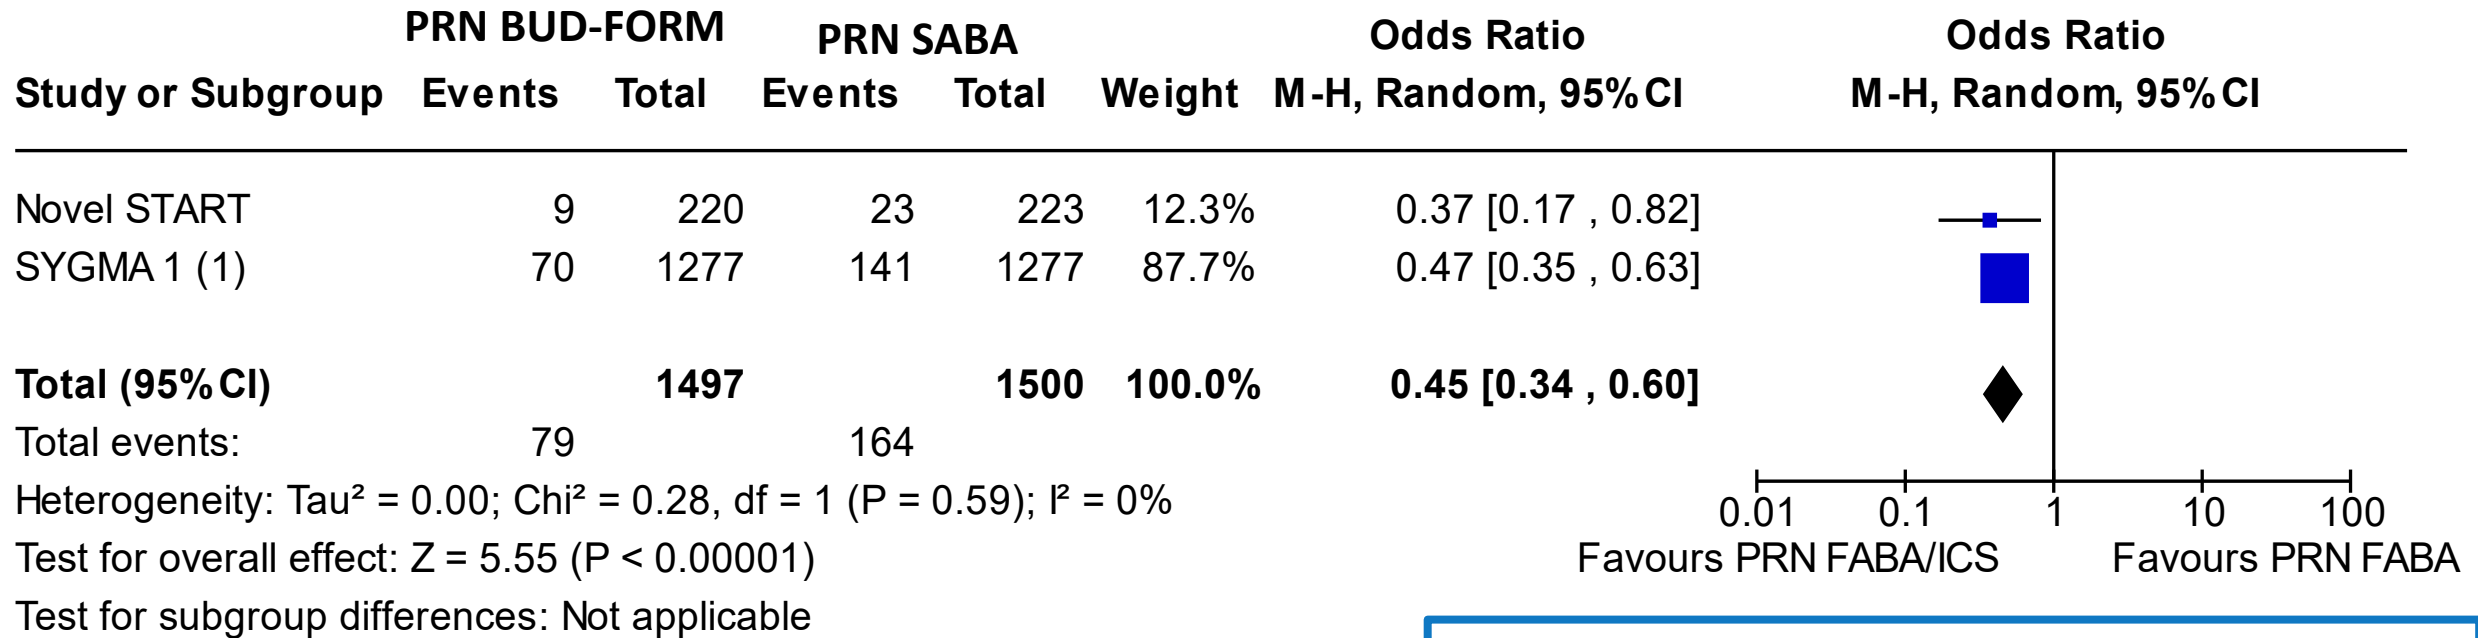 PRN BUD-FORM PRN SABA Odds Ratio Odds Ratio
Study or Subgroup Events Total Events Total Weight M-H, Random, 95% CI M-H, Random, 95% CI
Novel START 9 220 23 223 12.3% 0.37 [0.17 , 0.82]
SYGMA 1 (1) 70 1277 141 1277 87.7% 0.47 [0.35 , 0.63]
Total (95% CI) 1497 1500 100.0% 0.45 [0.34 , 0.60]
Total events: 79 164
Heterogeneity: Tau² = 0.00; Chi² = 0.28, df = 1 (P = 0.59); I² = 0%
0.01 0.1 1 10 100
Test for overall effect: Z = 5.55 (P < 0.00001) Favours PRN FABA/ICS Favours PRN FABA
Test for subgroup differences: Not applicable